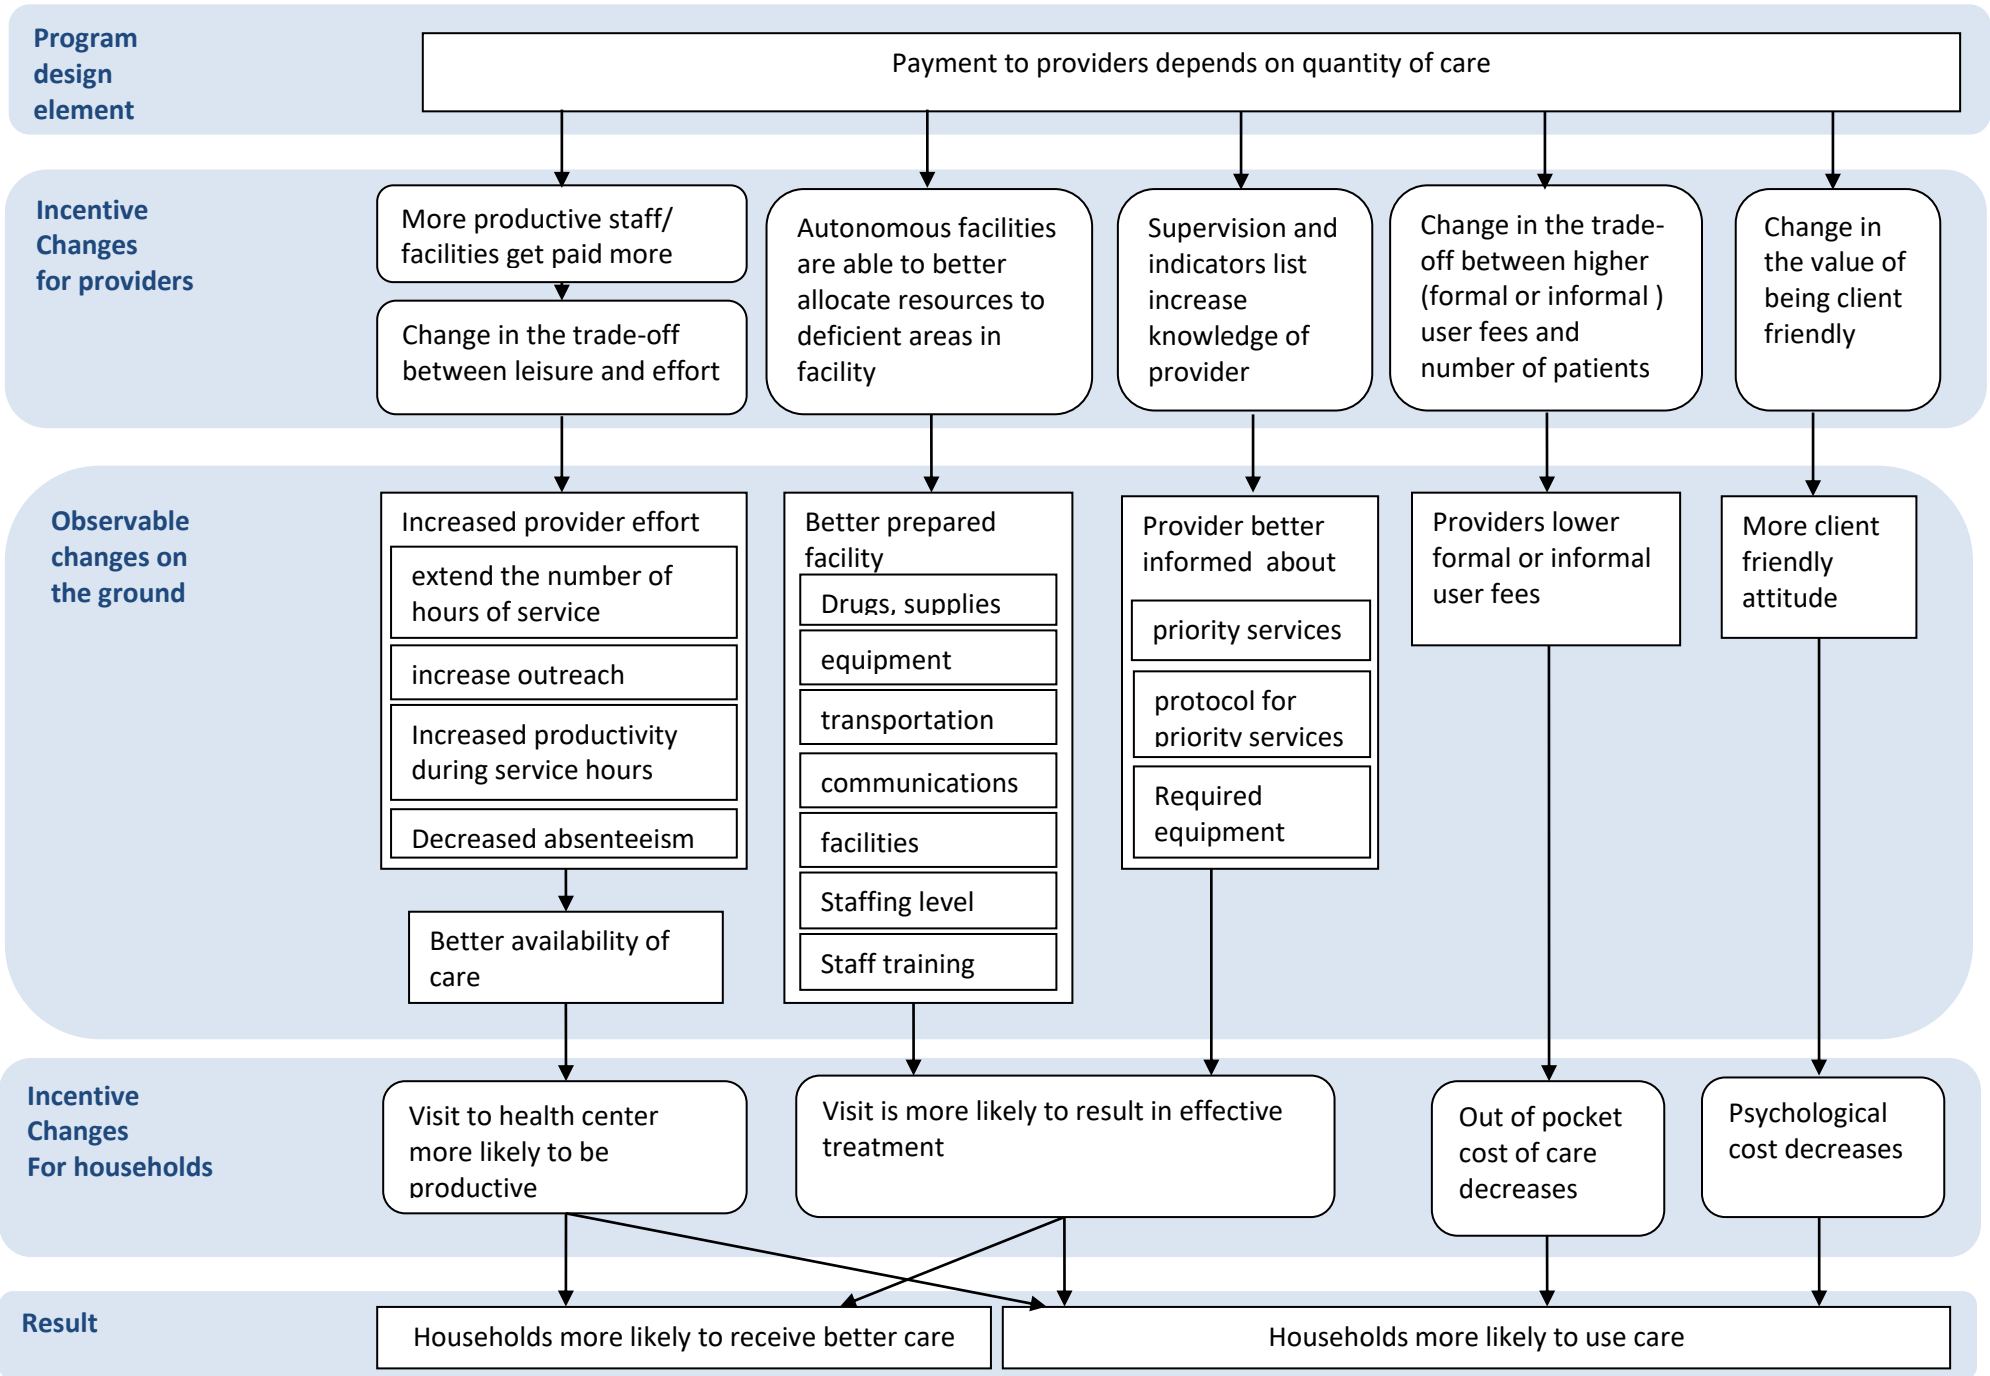 Program
design
element
Payment to providers depends on quantity of care
Incentive
Changes
for providers
More productive staff/
facilities get paid more
Change in the trade-off
between leisure and effort
Autonomous facilities
are able to better
allocate resources to
deficient areas in
facility
Supervision and
indicators list
increase
knowledge of
provider
Change in the trade-
off between higher
(formal or informal )
user fees and
number of patients
Change in
the value of
being client
friendly
Observable
changes on
the ground
Increased provider effort
extend the number of
hours of service
increase outreach
Increased productivity
during service hours
Decreased absenteeism
Better availability of
care
Better prepared
facility
Drugs, supplies
equipment
transportation
communications
facilities
Staffing level
Staff training
Provider better
informed  about
priority services
protocol for
priority services
Required
equipment
Providers lower
formal or informal
user fees
More client
friendly
attitude
Incentive
Changes
For households
Visit to health center
more likely to be
productive
Visit is more likely to result in effective
treatment
Out of pocket
cost of care
decreases
Psychological
cost decreases
Result
Households more likely to receive better care
Households more likely to use care